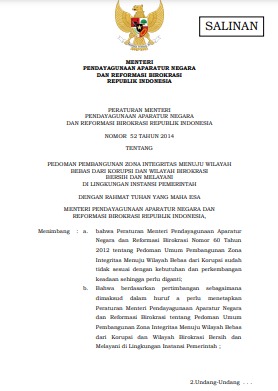 SALINAN
MENTERI
PENDAYAGUNAAN APARATUR NEGARA
DAN REFORMASI BIROKRASI
REPUBLIK INDONESIA
PERATURAN MENTERI
PENDAYAGUNAAN APARATUR NEGARA
DAN REFORMASI BIROKRASI REPUBLIK INDONESIA
NOMOR 52 TAHUN 2014
TENTANG
PEDOMAN PEMBANGUNAN ZONA INTEGRITAS MENUJU WILAYAH
BEBAS DARI KORUPSI DAN WILAYAH BIROKRASI
BERSIH DAN MELAYANI
DI LINGKUNGAN INSTANSI PEMERINTAH
DENGAN RAHMAT TUHAN YANG MAHA ESA
MENTERI PENDAYAGUNAAN APARATUR NEGARA DAN
REFORMASI BIROKRASI REPUBLIK INDONESIA,
Menimbang : a. bahwa Peraturan Menteri Pendayagunaan Aparatur
Negara dan Reformasi Birokrasi Nomor 60 Tahun
2012 tentang Pedoman Umum Pembangunan Zona
Integritas Menuju Wilayah Bebas dari Korupsi sudah
tidak sesuai dengan kebutuhan dan perkembangan
keadaan sehingga perlu diganti;
b. Bahwa berdasarkan pertimbangan sebagaimana
dimaksud dalam huruf a perlu menetapkan
Peraturan Menteri Pendayagunaan Aparatur Negara
dan Reformasi Birokrasi tentang Pedoman Umum
Pembangunan Zona Integritas Menuju Wilayah Bebas
dari Korupsi dan Wilayah Birokrasi Bersih dan
Melayani di Lingkungan Instansi Pemerintah ;
2.Undang-Undang . . .